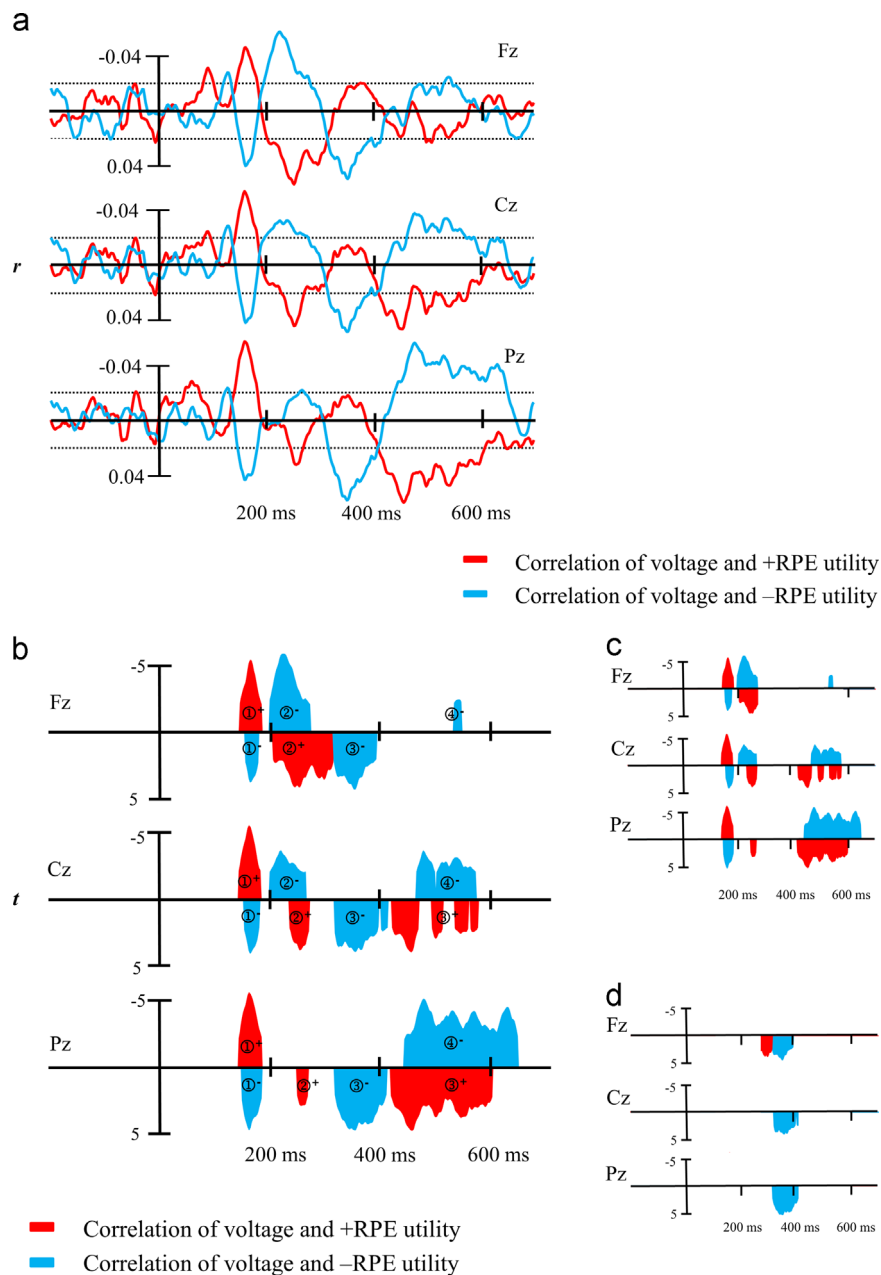 a
-0.04
Fz
0.04
-0.04
Cz
r
0.04
-0.04
Pz
0.04
200 ms 400 ms 600 ms
Correlation of voltage and +RPE utility
Correlation of voltage and –RPE utility
b
-5
Fz
①+ ②- ④-
①- ②+ ③-
5
-5
Cz
①+ ②- ④-
t
①- ②+ ③- ③+
5
-5
Pz
①+ ④-
①- ②+ ③- ③+
5
200 ms 400 ms 600 ms
Correlation of voltage and +RPE utility
Correlation of voltage and –RPE utility
c
-5
Fz
5
-5
Cz
5
-5
Pz
5
200 ms 400 ms 600 ms
d
-5
Fz
5
-5
Cz
5
-5
Pz
5
200 ms 400 ms 600 ms